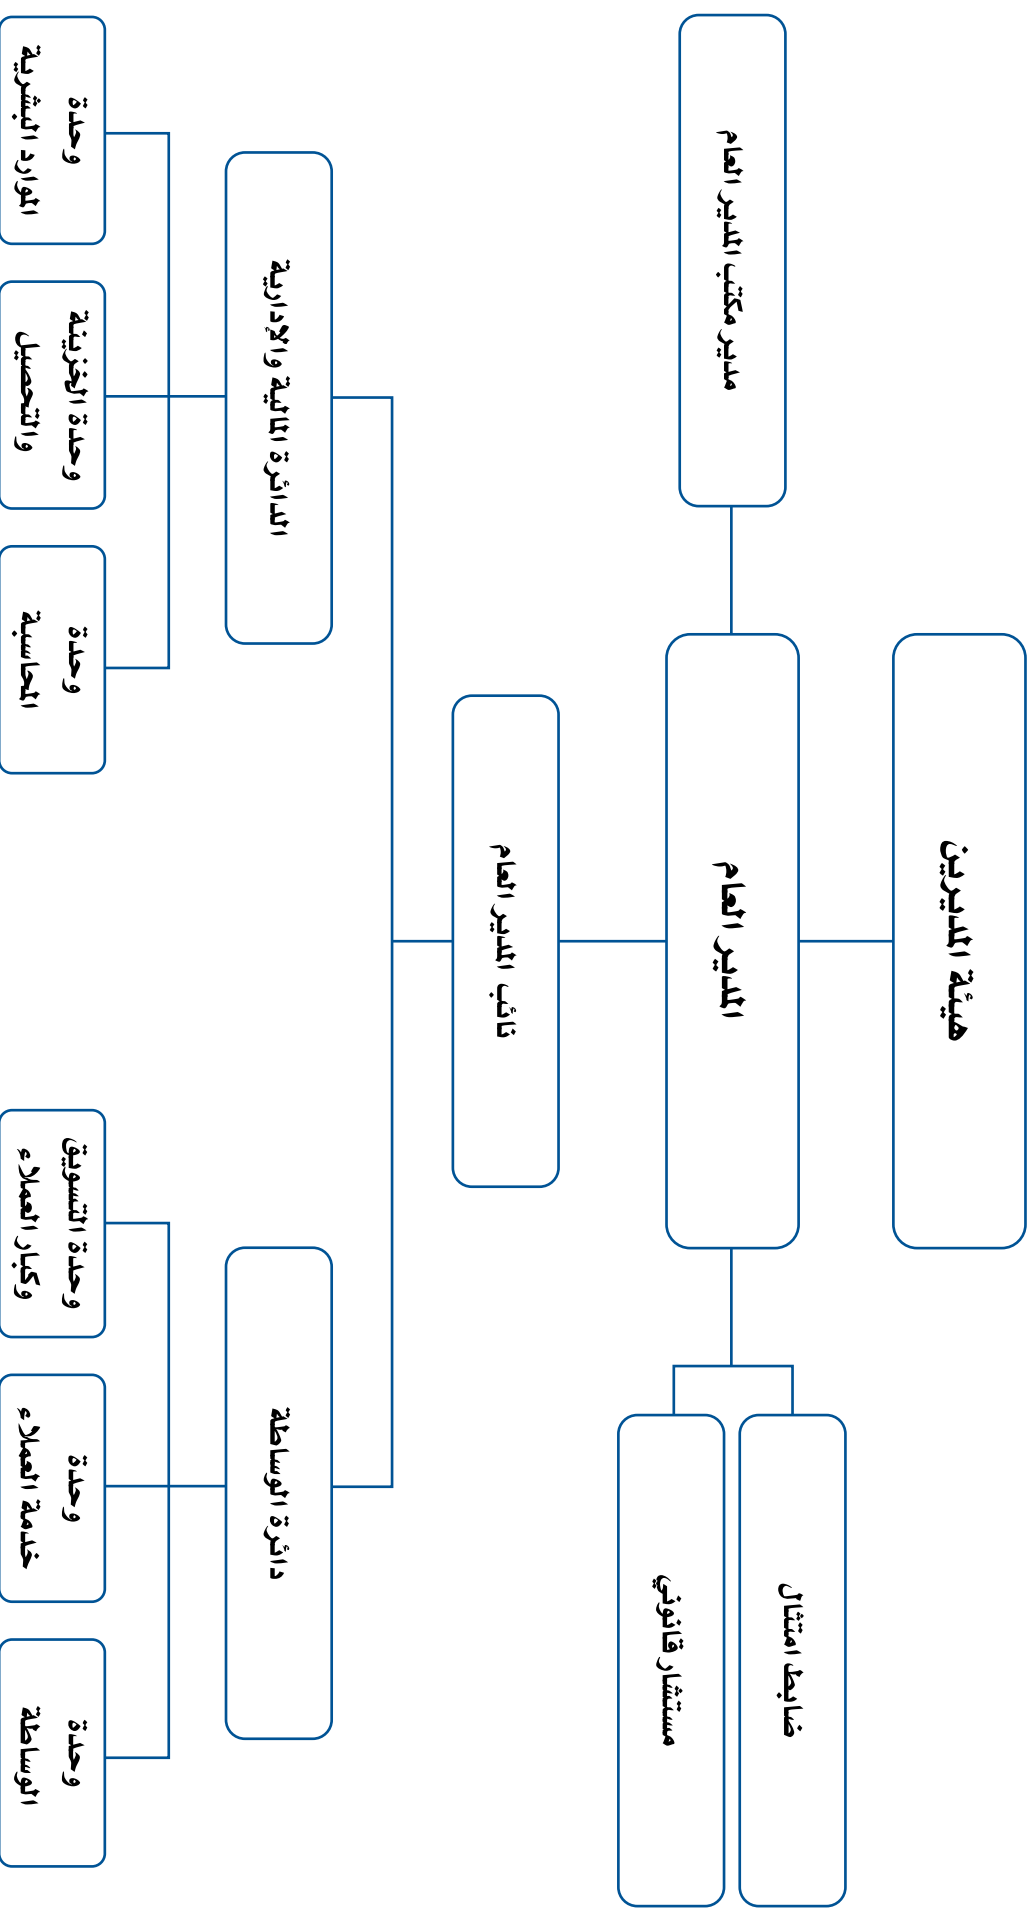 هيئة المديرين
المدير العام
مدير مكتب المدير العام
ضابط امتثال
مستشار قانوني
نائب المدير العام
دائرة الوساطة
الدائرة المالية والإدارية
وحدة
الوساطة
وحدة
خدمة العملاء
وحدة التسويق
وكبار العملاء
وحدة
المحاسبة
وحدة الخزينة
والتحصيل
وحدة
الموارد البشرية